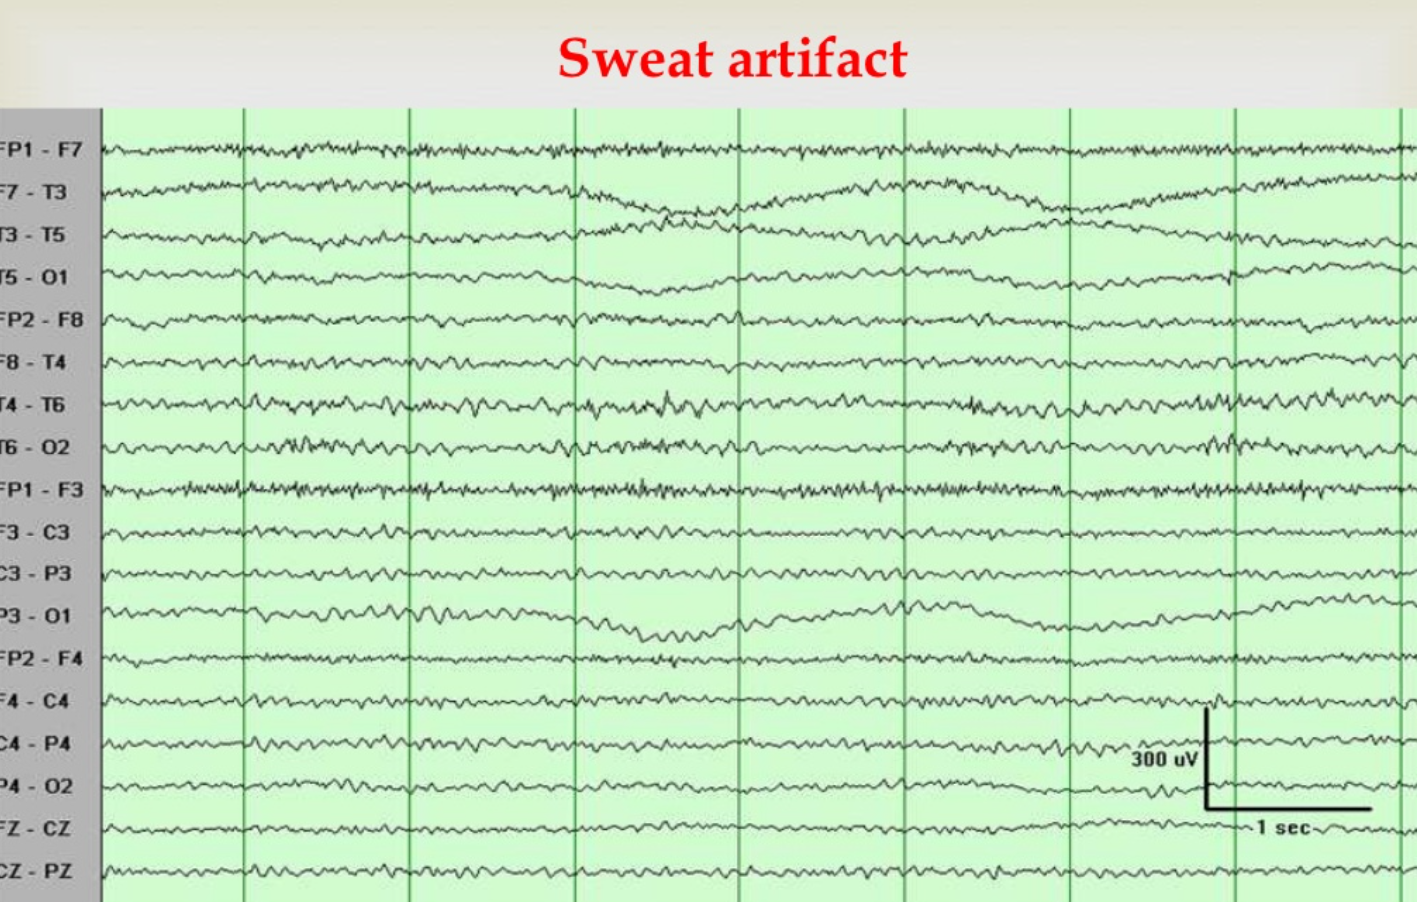 Sweat artifact
FP1 - F7
F7 - T3
T3 - T5
T5 - O1
FP2 - F8
F8 - T4
T4 - T6
T6 - O2
FP1 - F3
F3 - C3
C3 - P3
P3 - O1
FP2 - F4
F4 - C4
C4 - P4
300 uV
P4 - O2
FZ - CZ
1 sec
CZ - PZ